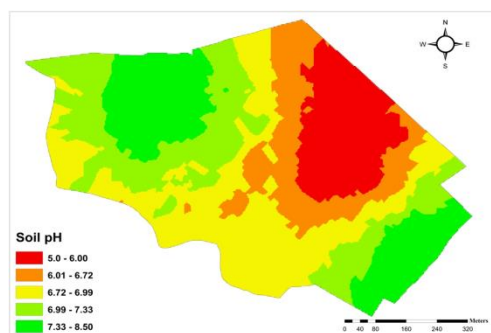 N
W E
S
Soil pH
5.0 - 6.00
6.01 - 6.72
6.72 - 6.99
6.99 - 7.33
7.33 - 8.50
Meters
0 40 80 160 240 320